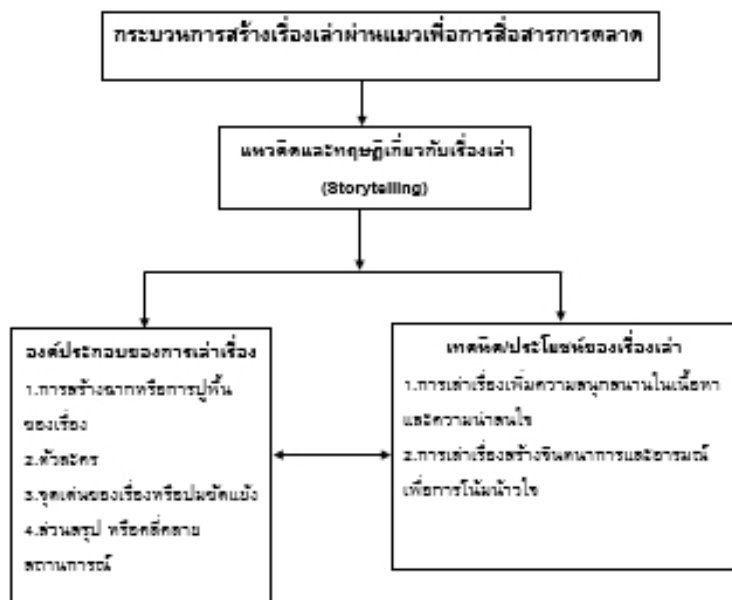 กระบวนการสร้างเรื่องเล่าผ่านแมวเพื่อการสื่อสารการตลาด
แนวคิดและทฤษฎีเกี่ยวกับเรื่องเล่า
(Storytelling)
องค์ประกอบของการเล่าเรื่อง
1.การสร้างฉากหรือการปูพื้น
ของเรื่อง
2.ตัวละคร
3.จุดเด่นของเรื่องหรือปมขัดแย้ง
4.ส่วนสรุป หรือคลี่คลาย
สถานการณ์
เทคนิค/ประโยชน์ของเรื่องเล่า
1.การเล่าเรื่องเพิ่มความสนุกสนานในเนื้อหา
และความน่าสนใจ
2.การเล่าเรื่องสร้างจินตนาการและอารมณ์
เพื่อการโน้มน้าวใจ